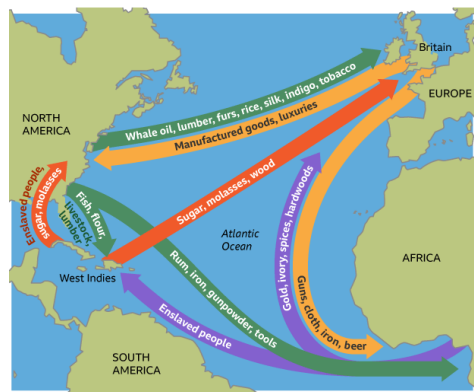 Britain
EUROPE
NORTH
AMERICA
Whale oil, lumber, furs, rice, silk, indigo, tobacco
Manufactured goods, luxuries
Enslaved people,
sugar, molasses
Fish, flour,
livestock,
lumber
Sugar, molasses, wood
Atlantic
Ocean
Gold, ivory, spices, hardwoods
Guns, cloth, iron, beer
AFRICA
West Indies
Rum, iron, gunpowder, tools
Enslaved people
SOUTH
AMERICA